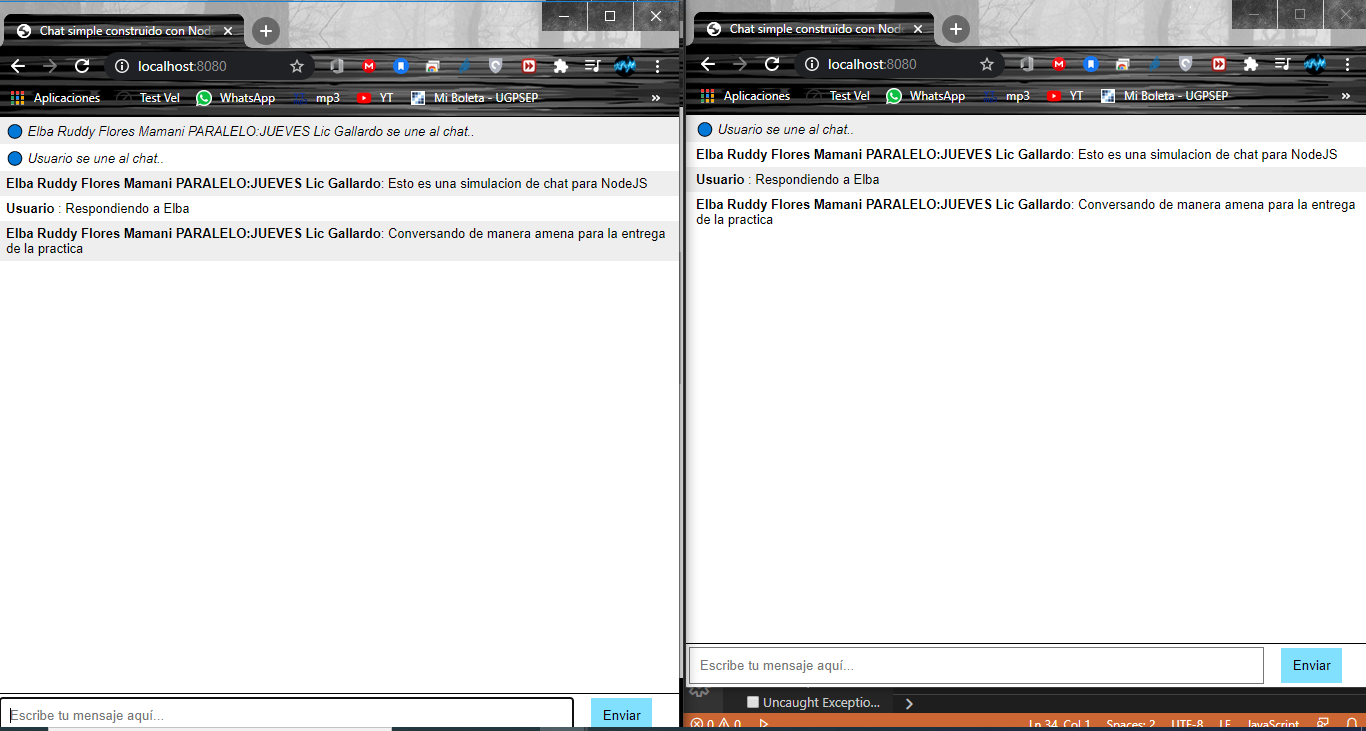 Chat simple construido con Nod
localhost:8080
Aplicaciones Test Vel WhatsApp mp3 YT Mi Boleta - UGPSEP »
Elba Ruddy Flores Mamani PARALELO:JUEVES Lic Gallardo se une al chat..
Usuario se une al chat..
Elba Ruddy Flores Mamani PARALELO:JUEVES Lic Gallardo: Esto es una simulacion de chat para NodeJS
Usuario : Respondiendo a Elba
Elba Ruddy Flores Mamani PARALELO:JUEVES Lic Gallardo: Conversando de manera amena para la entrega
de la practica
Escribe tu mensaje aquí... Enviar
Chat simple construido con Nod
localhost:8080
Aplicaciones Test Vel WhatsApp mp3 YT Mi Boleta - UGPSEP »
Usuario se une al chat..
Elba Ruddy Flores Mamani PARALELO:JUEVES Lic Gallardo: Esto es una simulacion de chat para NodeJS
Usuario : Respondiendo a Elba
Elba Ruddy Flores Mamani PARALELO:JUEVES Lic Gallardo: Conversando de manera amena para la entrega
de la practica
Escribe tu mensaje aquí... Enviar
Uncaught Exceptio...
0 0 Ln 34, Col 1 Spaces: 2 UTF-8 LF JavaScript